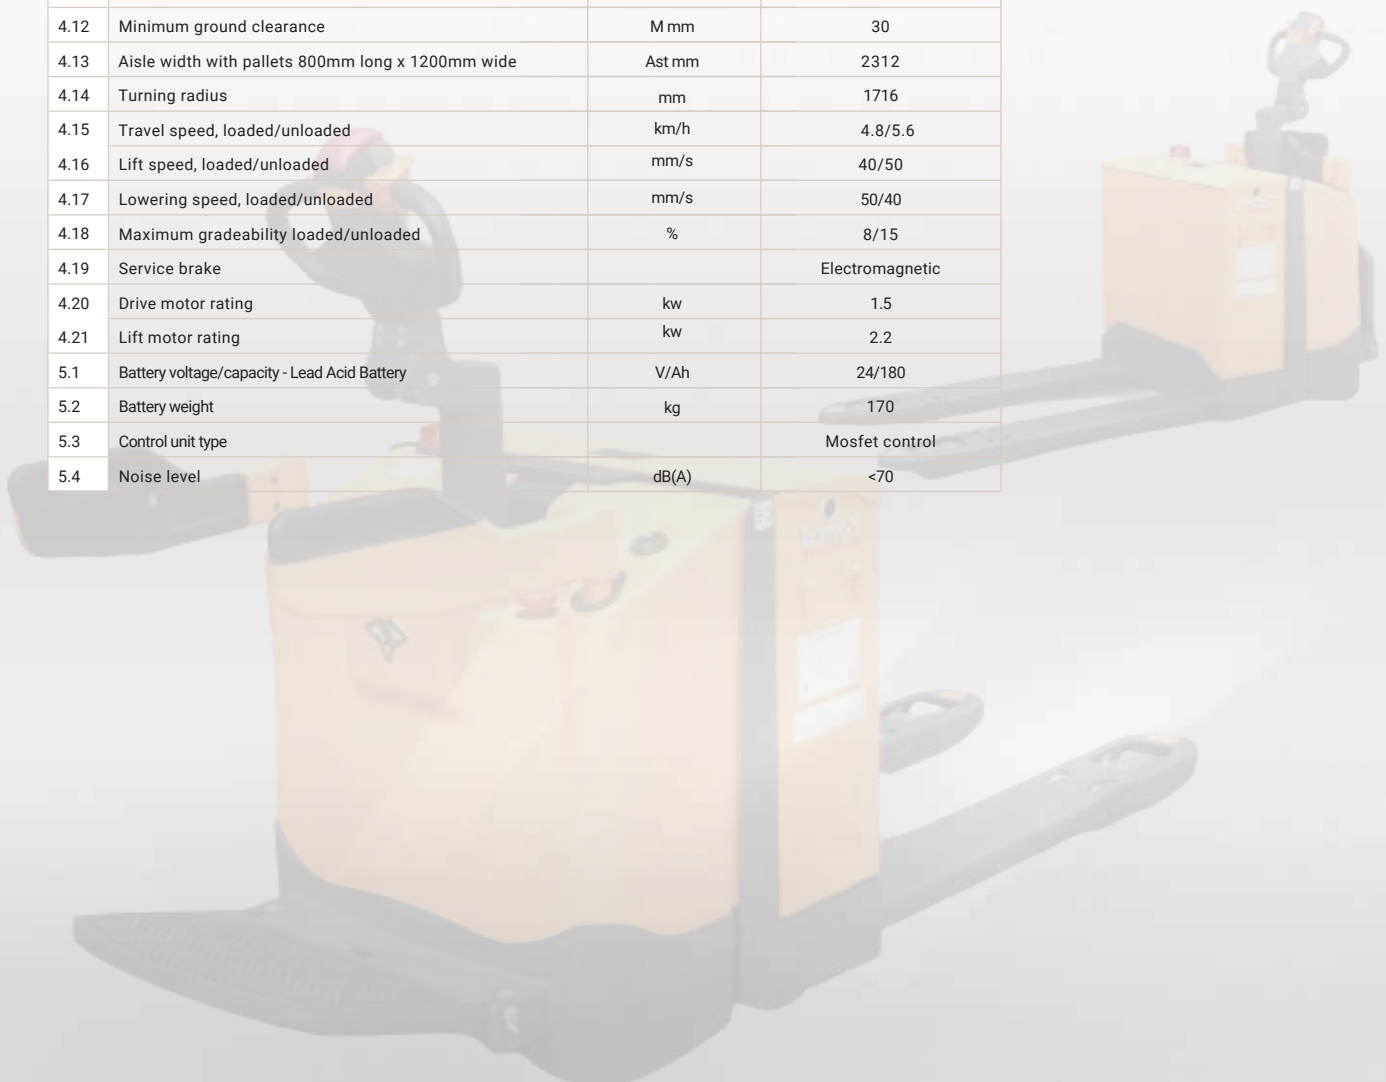 4.12 Minimum ground clearance M mm 30
4.13 Aisle width with pallets 800mm long x 1200mm wide Ast mm 2312
4.14 Turning radius mm 1716
4.15 Travel speed, loaded/unloaded km/h 4.8/5.6
4.16 Lift speed, loaded/unloaded mm/s 40/50
4.17 Lowering speed, loaded/unloaded mm/s 50/40
4.18 Maximum gradeability loaded/unloaded % 8/15
4.19 Service brake Electromagnetic
4.20 Drive motor rating kw 1.5
4.21 Lift motor rating kw 2.2
5.1 Battery voltage/capacity - Lead Acid Battery V/Ah 24/180
5.2 Battery weight kg 170
5.3 Control unit type Mosfet control
5.4 Noise level dB(A) <70